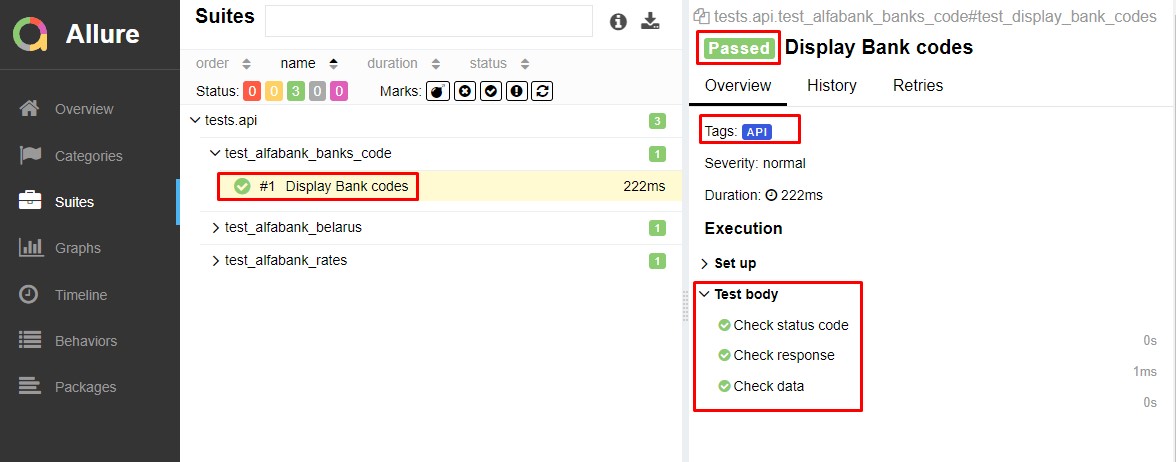 Allure
Overview
Categories
Suites
Graphs
Timeline
Behaviors
Packages
Suites
order name duration status
Status: 0 0 3 0 0 Marks:
tests.api 3
test_alfabank_banks_code 1
#1 Display Bank codes 222ms
test_alfabank_belarus 1
test_alfabank_rates 1
tests.api.test_alfabank_banks_code#test_display_bank_codes
Passed Display Bank codes
Overview History Retries
Tags: API
Severity: normal
Duration: 222ms
Execution
Set up
Test body
Check status code
0s
Check response
1ms
Check data
0s